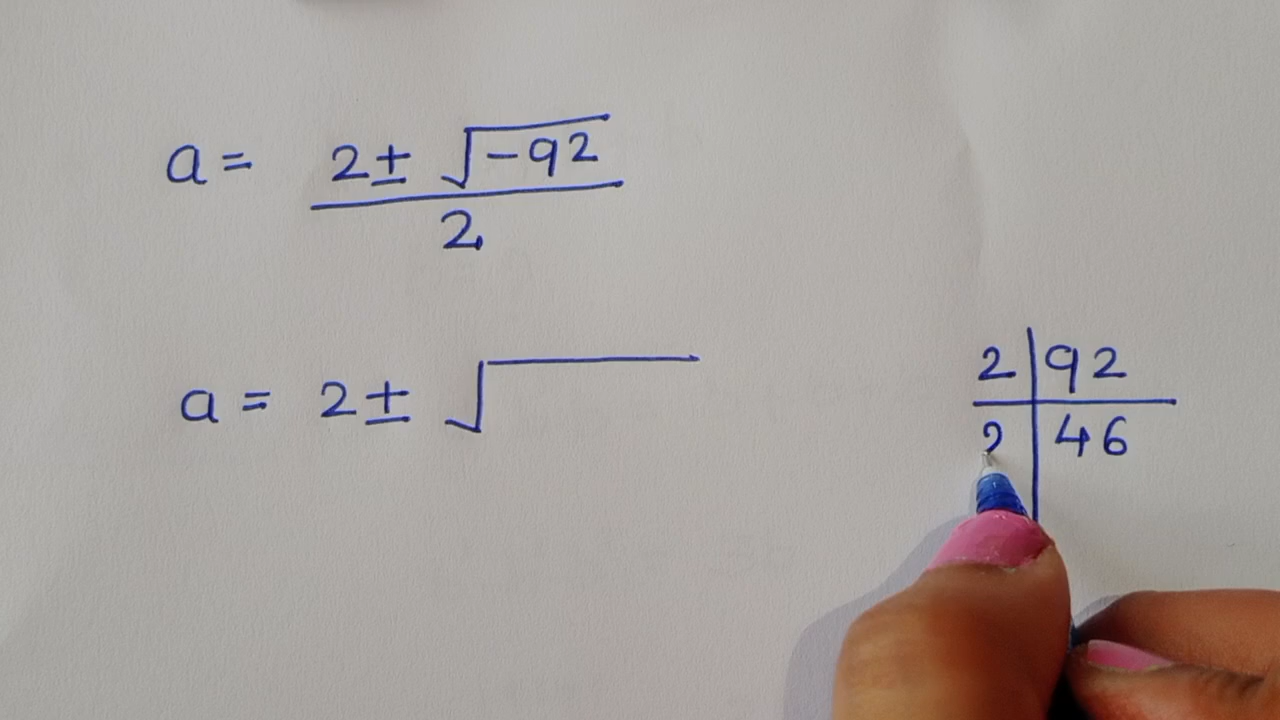 a = 2 ± √-92
2
a = 2 ± √
2 | 92
2 | 46